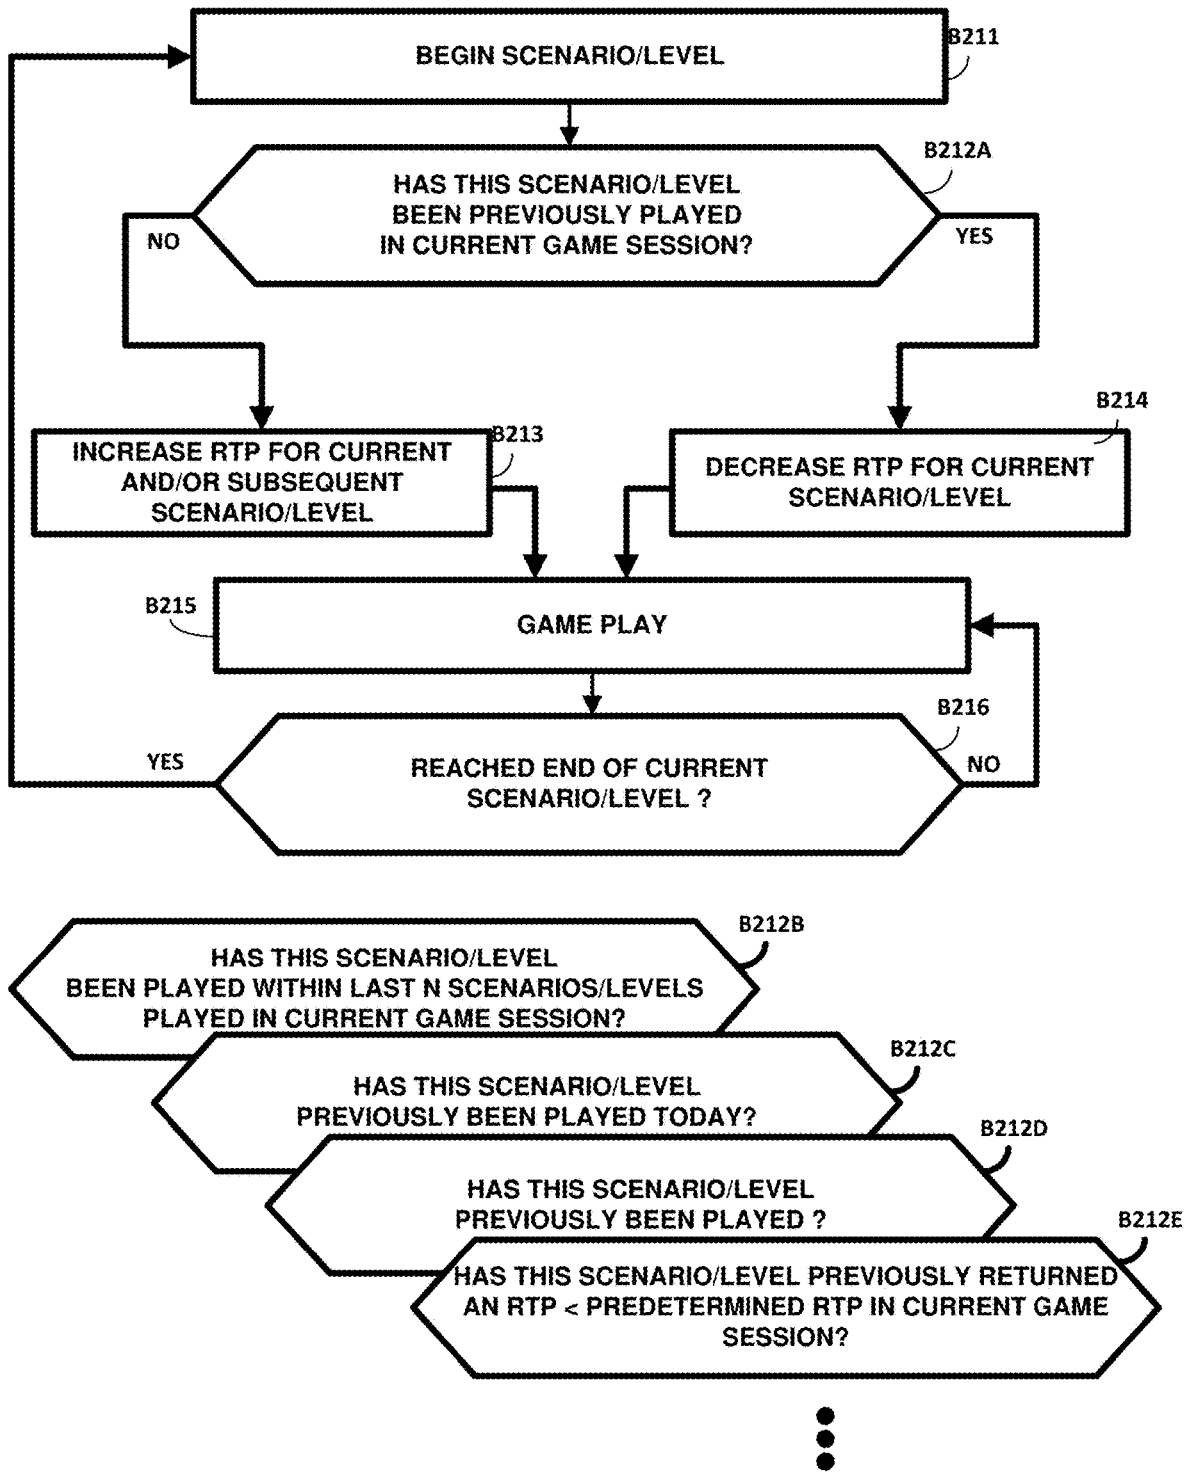 BEGIN SCENARIO/LEVEL
B211
B212A
HAS THIS SCENARIO/LEVEL
BEEN PREVIOUSLY PLAYED
IN CURRENT GAME SESSION?
NO
YES
B213
B214
INCREASE RTP FOR CURRENT
AND/OR SUBSEQUENT
SCENARIO/LEVEL
DECREASE RTP FOR CURRENT
SCENARIO/LEVEL
B215
GAME PLAY
B216
YES
REACHED END OF CURRENT
SCENARIO/LEVEL ?
NO
B212B
HAS THIS SCENARIO/LEVEL
BEEN PLAYED WITHIN LAST N SCENARIOS/LEVELS
PLAYED IN CURRENT GAME SESSION?
B212C
HAS THIS SCENARIO/LEVEL
PREVIOUSLY BEEN PLAYED TODAY?
B212D
HAS THIS SCENARIO/LEVEL
PREVIOUSLY BEEN PLAYED ?
B212E
HAS THIS SCENARIO/LEVEL PREVIOUSLY RETURNED
AN RTP < PREDETERMINED RTP IN CURRENT GAME
SESSION?